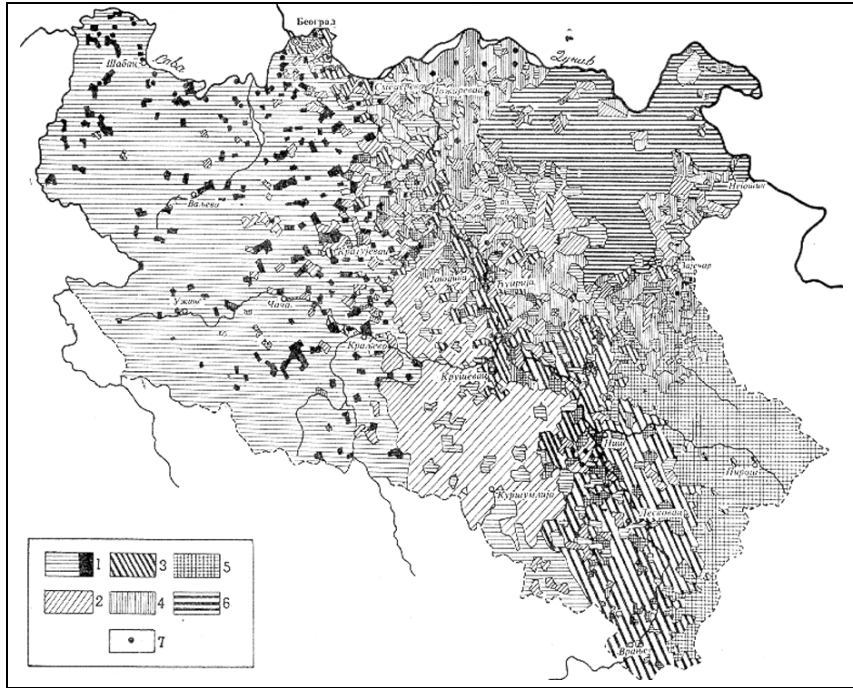 Београд
Шабац
Сава
Дунав
Смедерево
Пожаревац
Неготин
Ваљево
Крагујевац
Јагодина
Ћуприја
Зајечар
Ужице
Чачак
Краљево
Крушевац
Ниш
Пирот
Куршумлија
Лесковац
Врање
1 3 5
2 4 6
7